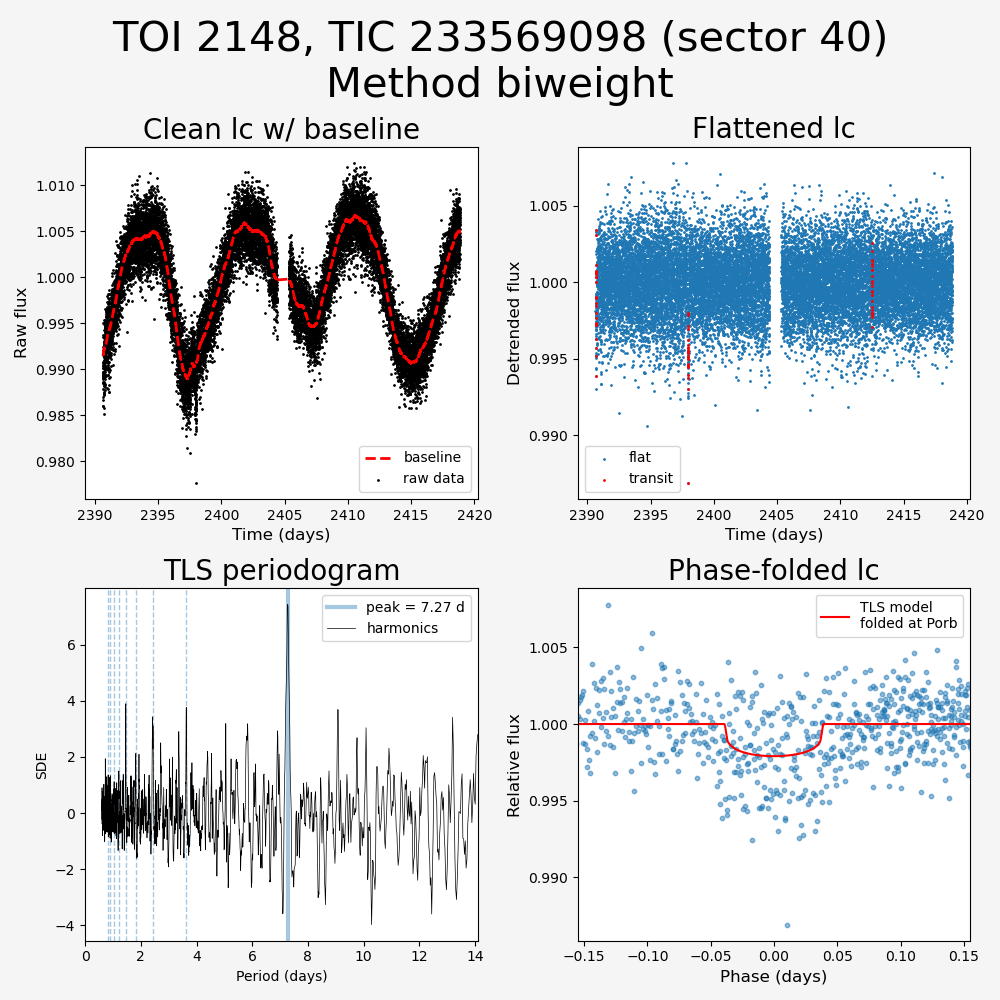 TOI 2148, TIC 233569098 (sector 40)
Method biweight
Clean lc w/ baseline
Raw flux
1.010
1.005
1.000
0.995
0.990
0.985
0.980
baseline
raw data
2390 2395 2400 2405 2410 2415 2420
Time (days)
Flattened lc
Detrended flux
1.005
1.000
0.995
0.990
flat
transit
2390 2395 2400 2405 2410 2415 2420
Time (days)
TLS periodogram
SDE
6
4
2
0
−2
−4
peak = 7.27 d
harmonics
0 2 4 6 8 10 12 14
Period (days)
Phase-folded lc
Relative flux
1.005
1.000
0.995
0.990
TLS model
folded at Porb
−0.15 −0.10 −0.05 0.00 0.05 0.10 0.15
Phase (days)